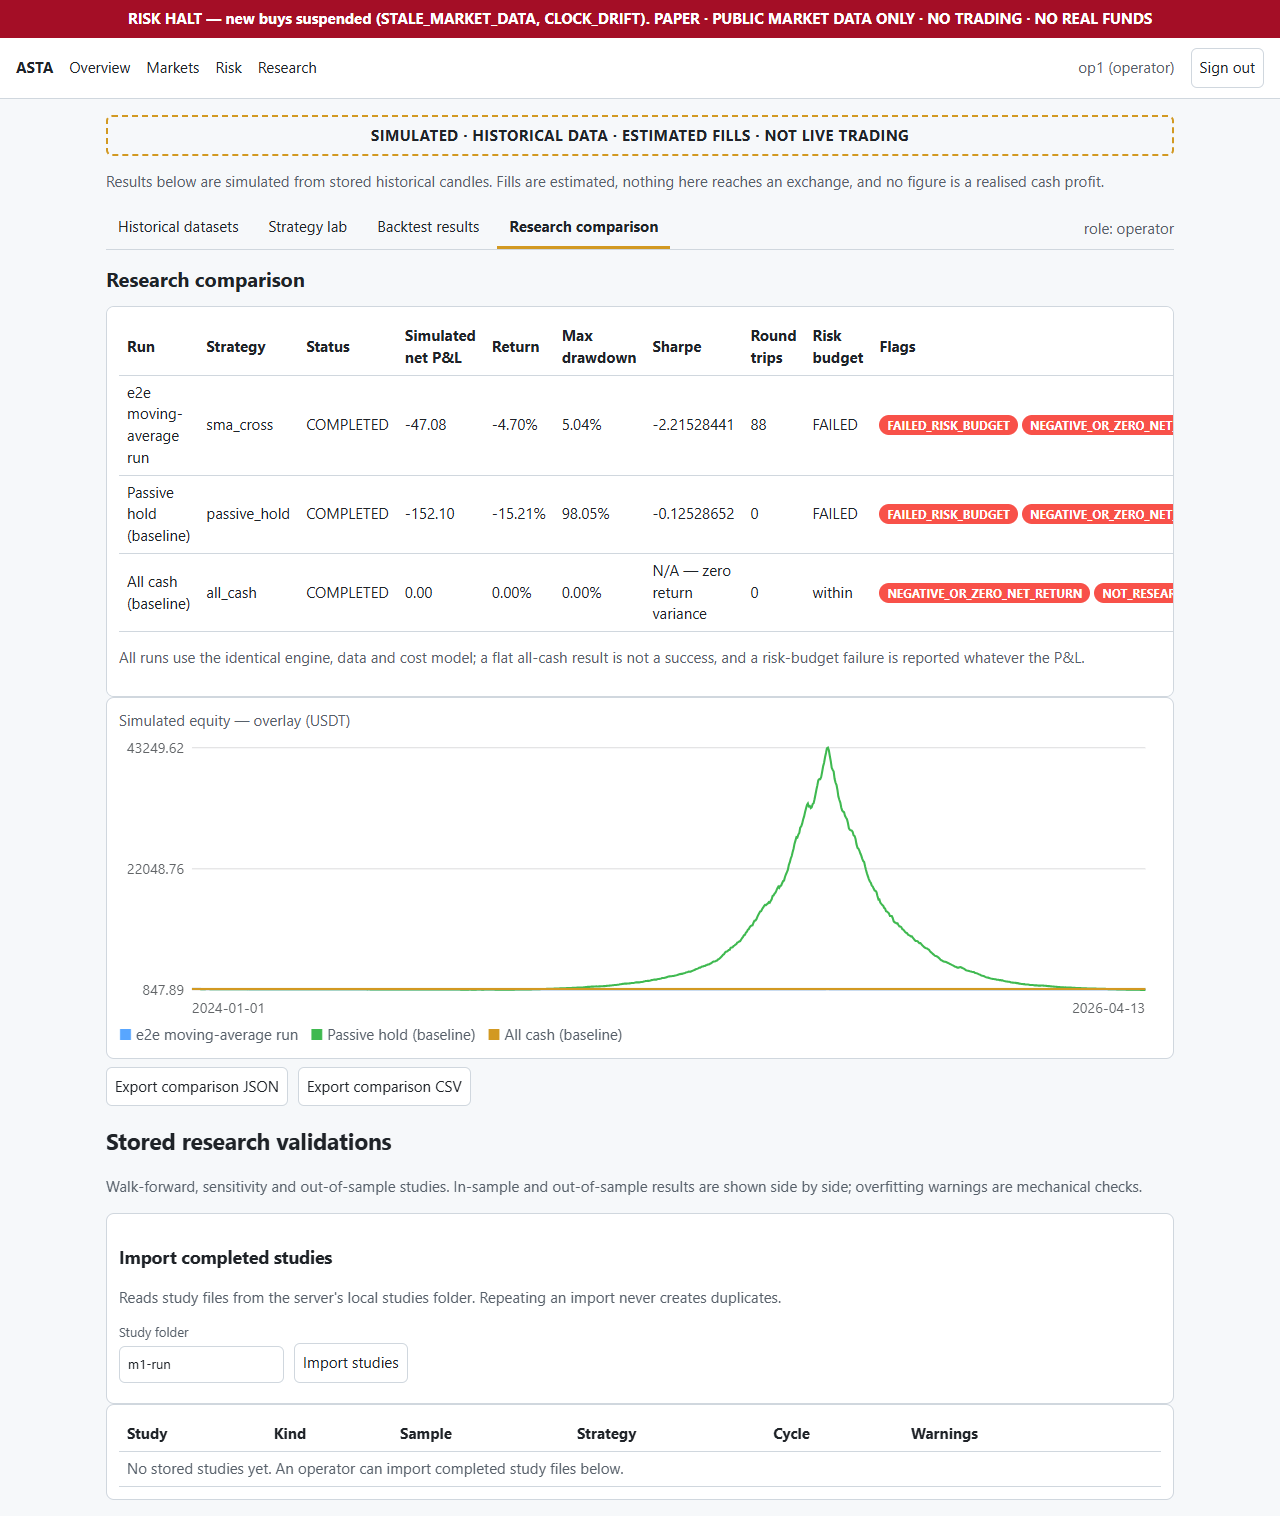 RISK HALT — new buys suspended (STALE_MARKET_DATA, CLOCK_DRIFT). PAPER · PUBLIC MARKET DATA ONLY · NO TRADING · NO REAL FUNDS
ASTA Overview Markets Risk Research op1 (operator) Sign out
SIMULATED · HISTORICAL DATA · ESTIMATED FILLS · NOT LIVE TRADING
Results below are simulated from stored historical candles. Fills are estimated, nothing here reaches an exchange, and no figure is a realised cash profit.
Historical datasets Strategy lab Backtest results Research comparison role: operator
Research comparison
Run Strategy Status Simulated net P&L Return Max drawdown Sharpe Round trips Risk budget Flags
e2e moving-average run sma_cross COMPLETED -47.08 -4.70% 5.04% -2.21528441 88 FAILED FAILED_RISK_BUDGET NEGATIVE_OR_ZERO_NET
Passive hold (baseline) passive_hold COMPLETED -152.10 -15.21% 98.05% -0.12528652 0 FAILED FAILED_RISK_BUDGET NEGATIVE_OR_ZERO_NET
All cash (baseline) all_cash COMPLETED 0.00 0.00% 0.00% N/A — zero return variance 0 within NEGATIVE_OR_ZERO_NET_RETURN NOT_RESEAR
All runs use the identical engine, data and cost model; a flat all-cash result is not a success, and a risk-budget failure is reported whatever the P&L.
Simulated equity — overlay (USDT)
43249.62
22048.76
847.89
2024-01-01 2026-04-13
e2e moving-average run Passive hold (baseline) All cash (baseline)
Export comparison JSON Export comparison CSV
Stored research validations
Walk-forward, sensitivity and out-of-sample studies. In-sample and out-of-sample results are shown side by side; overfitting warnings are mechanical checks.
Import completed studies
Reads study files from the server's local studies folder. Repeating an import never creates duplicates.
Study folder
m1-run Import studies
Study Kind Sample Strategy Cycle Warnings
No stored studies yet. An operator can import completed study files below.